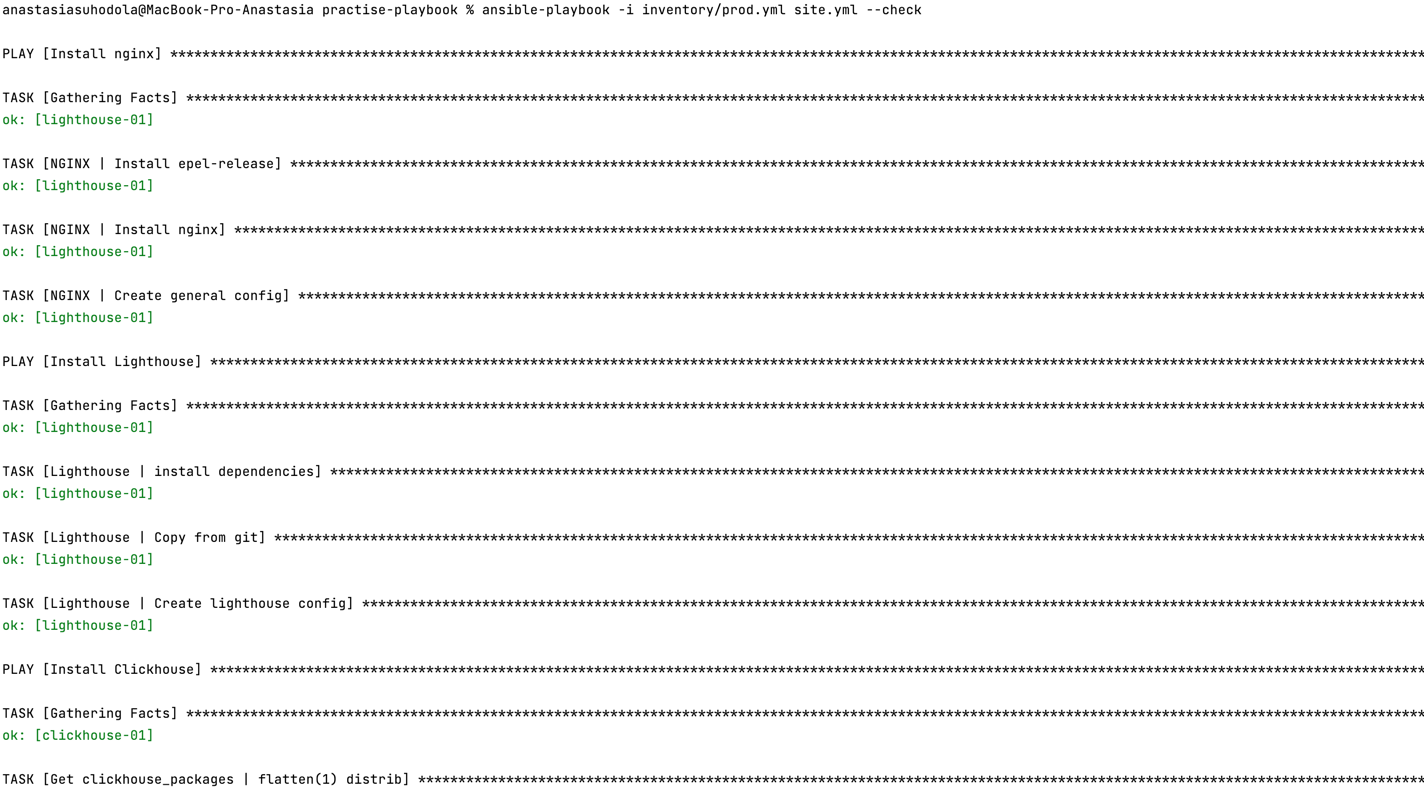 anastasiasuhodola@MacBook-Pro-Anastasia practise-playbook % ansible-playbook -i inventory/prod.yml site.yml --check
PLAY [Install nginx] ****************************************************************************************************************************************************************
TASK [Gathering Facts] **************************************************************************************************************************************************************
ok: [lighthouse-01]
TASK [NGINX | Install epel-release] *************************************************************************************************************************************************
ok: [lighthouse-01]
TASK [NGINX | Install nginx] ********************************************************************************************************************************************************
ok: [lighthouse-01]
TASK [NGINX | Create general config] ************************************************************************************************************************************************
ok: [lighthouse-01]
PLAY [Install Lighthouse] ***********************************************************************************************************************************************************
TASK [Gathering Facts] **************************************************************************************************************************************************************
ok: [lighthouse-01]
TASK [Lighthouse | install dependencies] ********************************************************************************************************************************************
ok: [lighthouse-01]
TASK [Lighthouse | Copy from git] ***************************************************************************************************************************************************
ok: [lighthouse-01]
TASK [Lighthouse | Create lighthouse config] ****************************************************************************************************************************************
ok: [lighthouse-01]
PLAY [Install Clickhouse] ***********************************************************************************************************************************************************
TASK [Gathering Facts] **************************************************************************************************************************************************************
ok: [clickhouse-01]
TASK [Get clickhouse_packages | flatten(1) distrib] *********************************************************************************************************************************